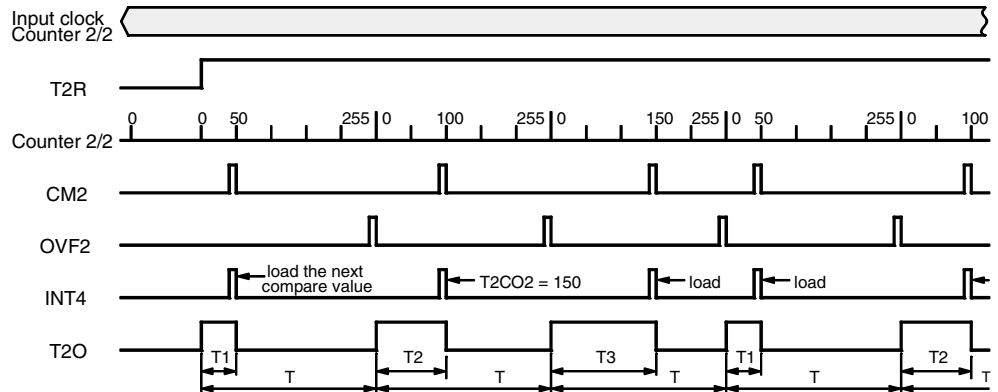 Input clock
Counter 2/2
T2R
0 0 50 255 0 100 255 0 150 255 0 50 255 0 100
Counter 2/2
CM2
OVF2
INT4
load the next
compare value
T2CO2 = 150
load
load
T2O
T1 T2 T3 T1 T2
T T T T T